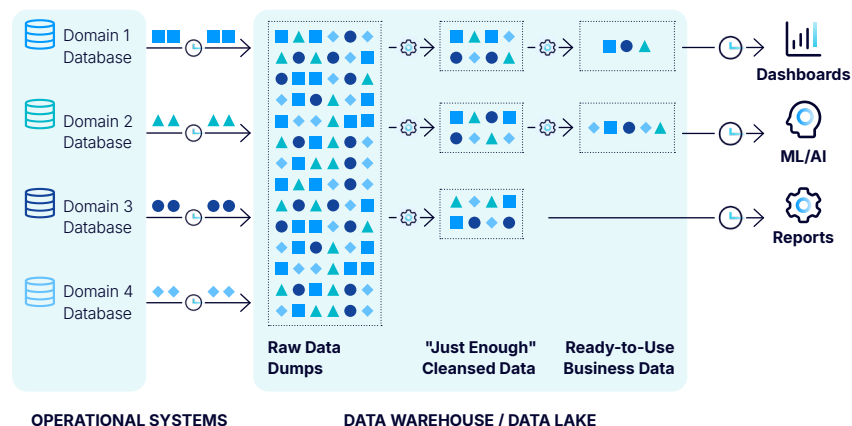 Domain 1
Database
Domain 2
Database
Domain 3
Database
Domain 4
Database
Raw Data
Dumps
"Just Enough"
Cleansed Data
Ready-to-Use
Business Data
Dashboards
ML/AI
Reports
OPERATIONAL SYSTEMS
DATA WAREHOUSE / DATA LAKE